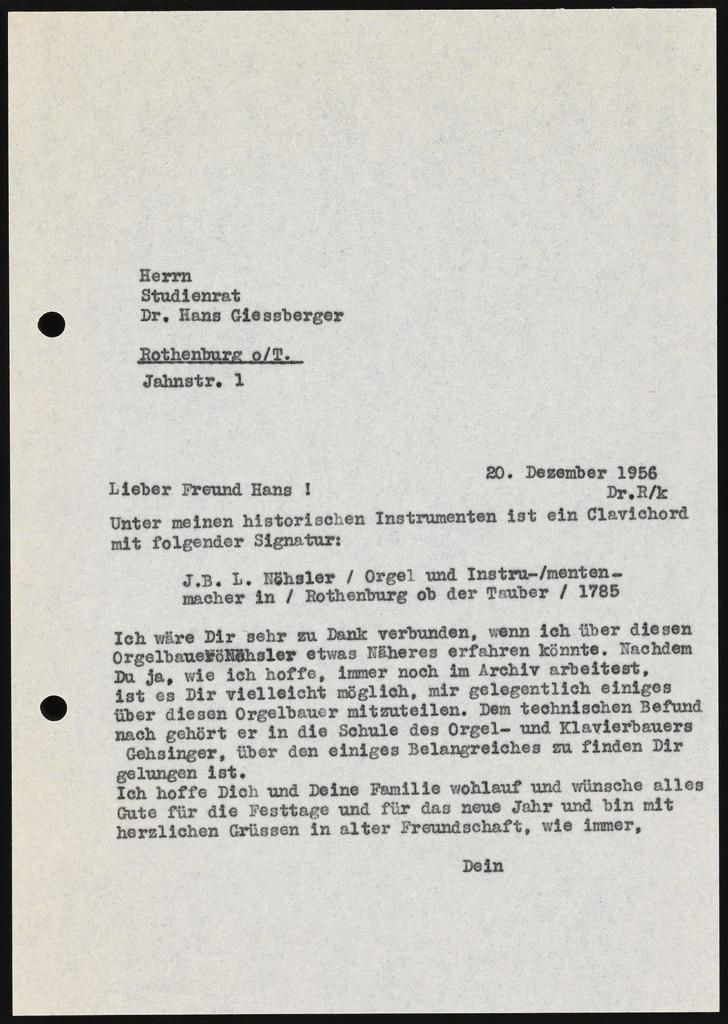 Herrn
Studienrat
Dr. Hans Giessberger
Rothenburg o/T.
Jahnstr. 1
20. Dezember 1956
Lieber Freund Hans !
Dr.R/k
Unter meinen historischen Instrumenten ist ein Clavichord
mit folgender Signatur:
J.B. L. Nöhsler / Orgel und Instru-/menten-
macher in / Rothenburg ob der Tauber / 1785
Ich wäre Dir sehr zu Dank verbunden, wenn ich über diesen
Orgelbauer Nöhsler etwas Näheres erfahren könnte. Nachdem
Du ja, wie ich hoffe, immer noch im Archiv arbeitest,
ist es Dir vielleicht möglich, mir gelegentlich einiges
über diesen Orgelbauer mitzuteilen. Dem technischen Befund
nach gehört er in die Schule des Orgel- und Klavierbauers
Gehsinger, über den einiges Belangreiches zu finden Dir
gelungen ist.
Ich hoffe Dich und Deine Familie wohlauf und wünsche alles
Gute für die Festtage und für das neue Jahr und bin mit
herzlichen Grüssen in alter Freundschaft, wie immer,
Dein